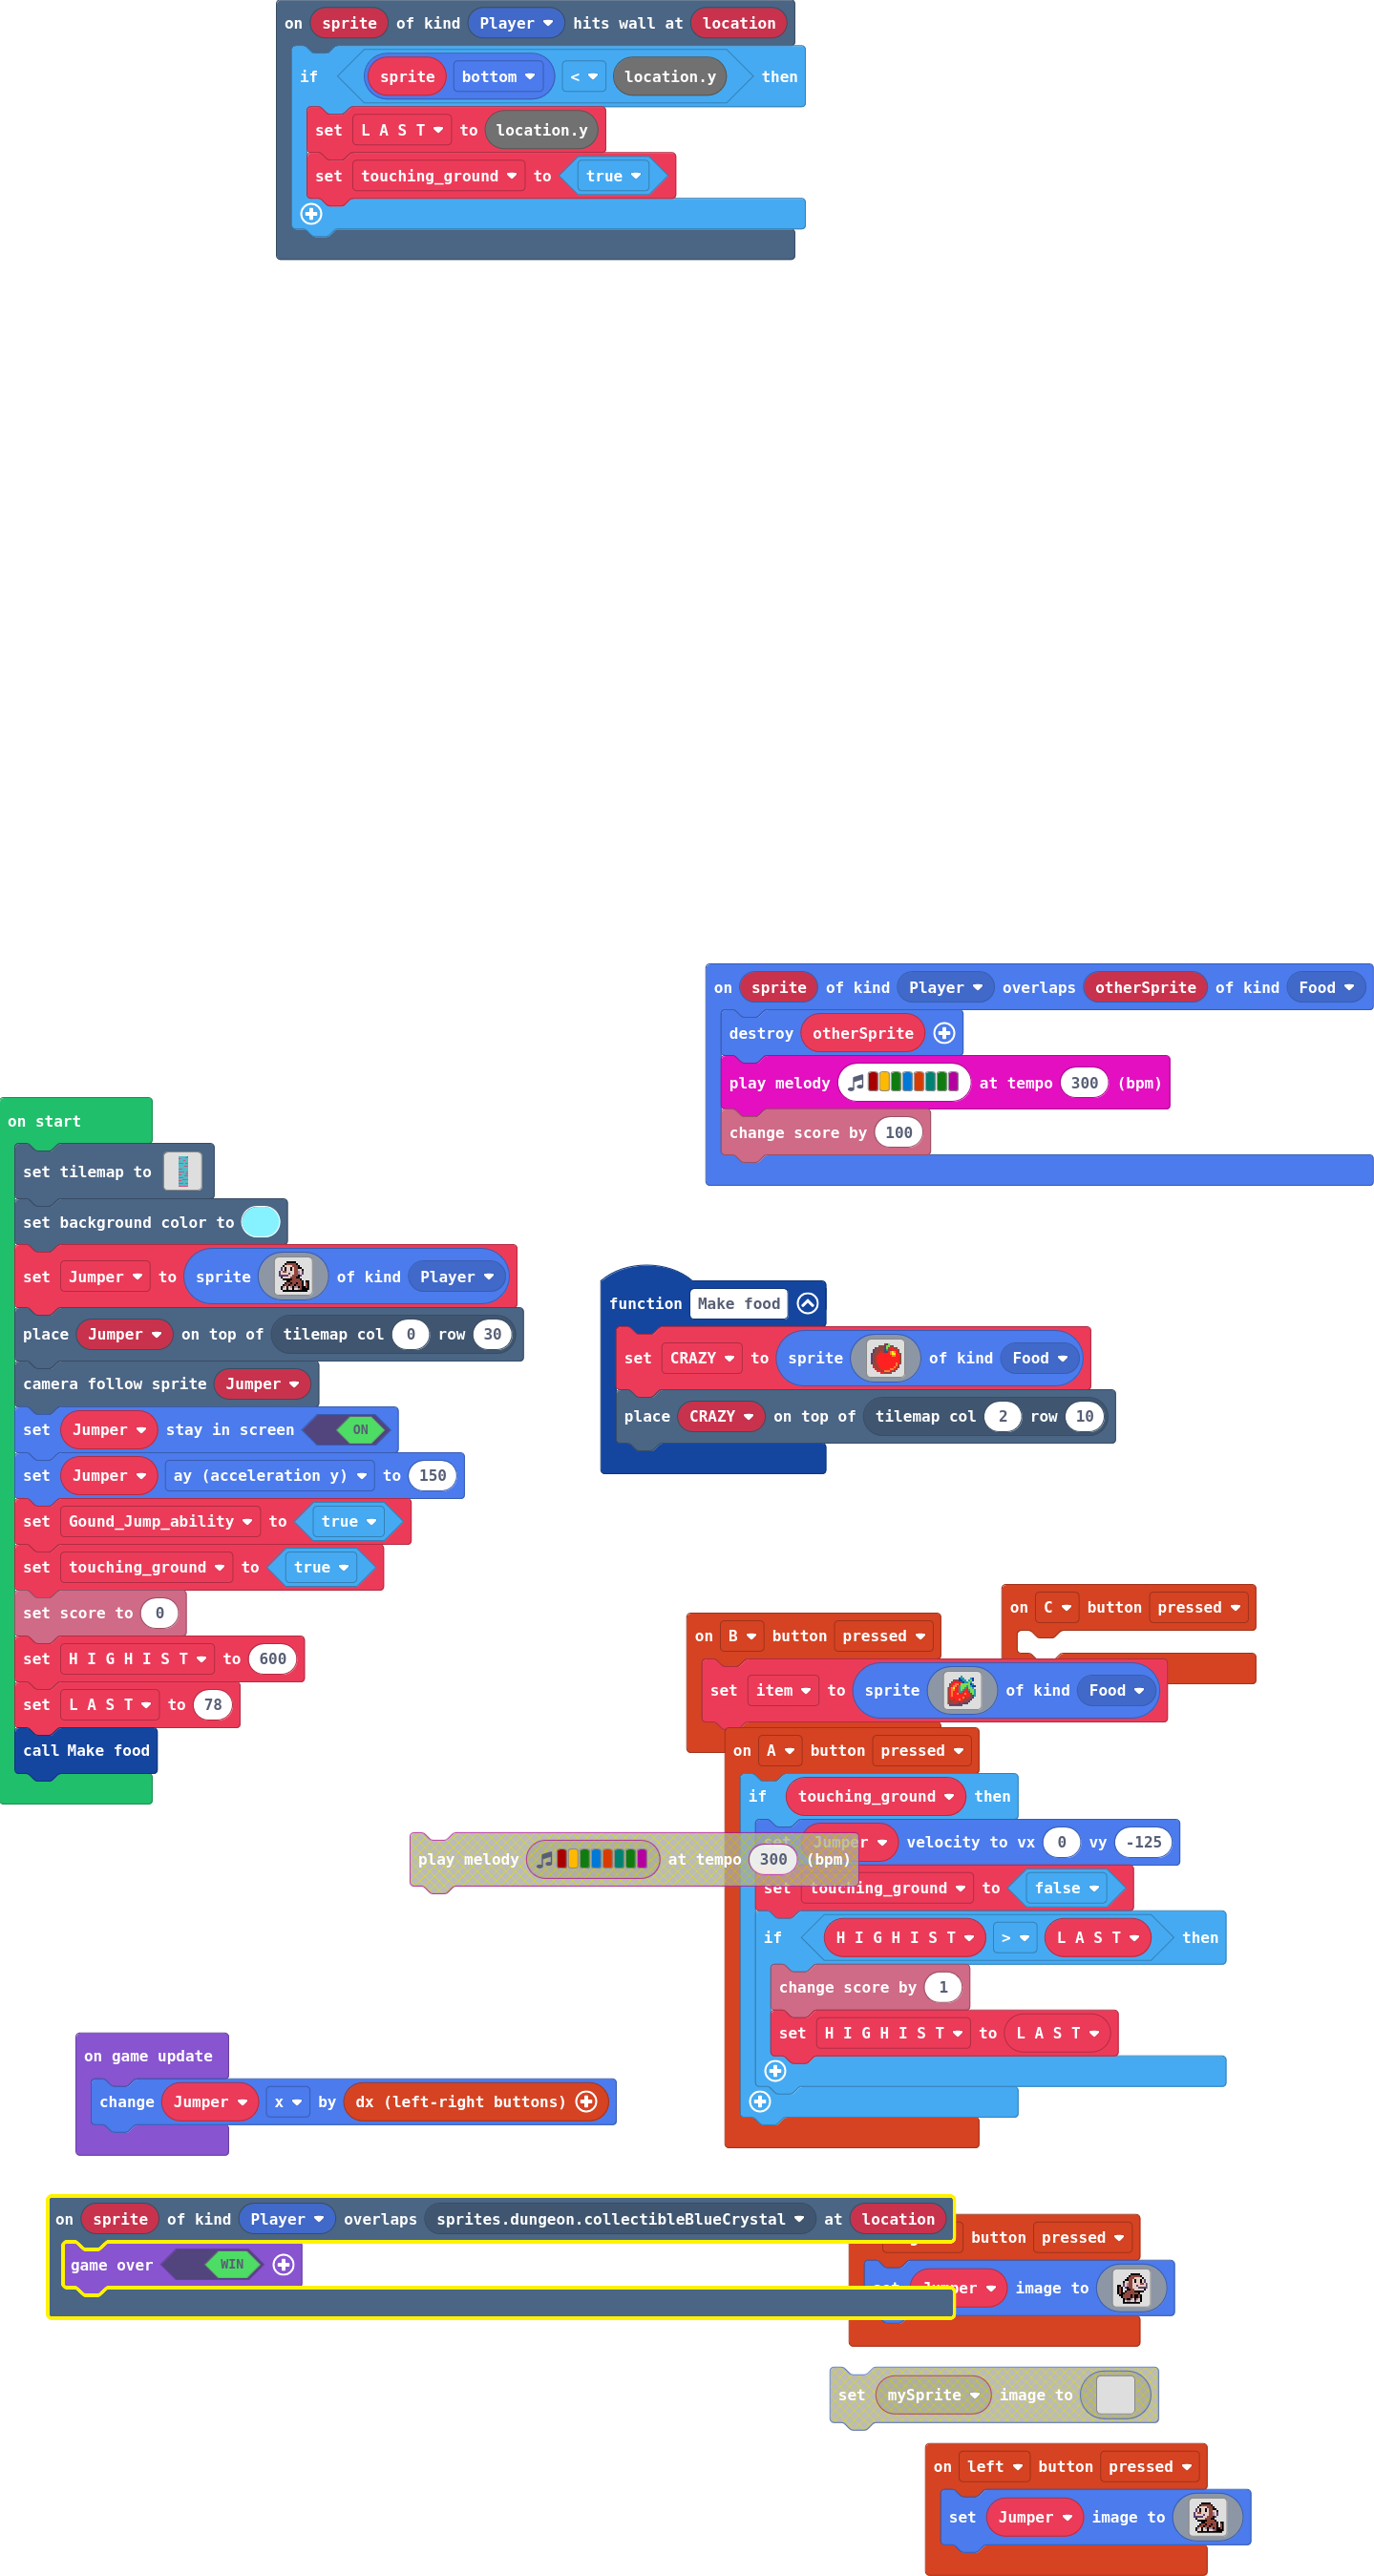 on sprite of kind Player hits wall at location
if sprite bottom < location.y then
set L A S T to location.y
set touching_ground to true
on sprite of kind Player overlaps otherSprite of kind Food
destroy otherSprite
play melody at tempo 300 (bpm)
change score by 100
on start
set tilemap to
set background color to
set Jumper to sprite of kind Player
place Jumper on top of tilemap col 0 row 30
camera follow sprite Jumper
set Jumper stay in screen ON
set Jumper ay (acceleration y) to 150
set Gound_Jump_ability to true
set touching_ground to true
set score to 0
set H I G H I S T to 600
set L A S T to 78
call Make food
function Make food
set CRAZY to sprite of kind Food
place CRAZY on top of tilemap col 2 row 10
on C button pressed
on B button pressed
set item to sprite of kind Food
on A button pressed
if touching_ground then
set Jumper velocity to vx 0 vy -125
play melody at tempo 300 (bpm)
set touching_ground to false
if H I G H I S T > L A S T then
change score by 1
set H I G H I S T to L A S T
on game update
change Jumper x by dx (left-right buttons)
on sprite of kind Player overlaps sprites.dungeon.collectibleBlueCrystal at location
game over WIN
button pressed
set Jumper image to
set mySprite image to
on left button pressed
set Jumper image to